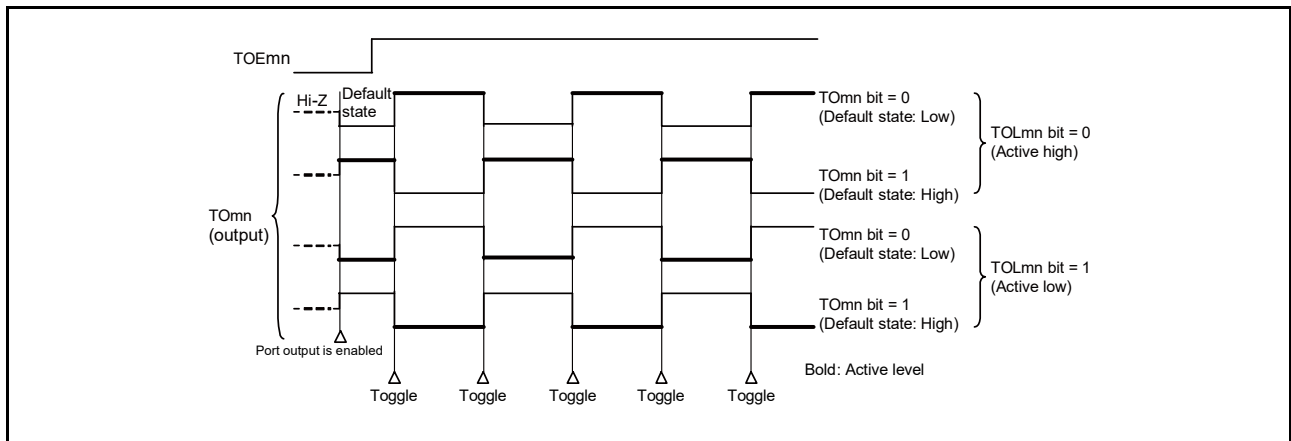 TOEmn
Hi-Z
Default
state
TOmn bit = 0
(Default state: Low)
TOLmn bit = 0
(Active high)
TOmn bit = 1
(Default state: High)
TOmn
(output)
TOmn bit = 0
(Default state: Low)
TOLmn bit = 1
(Active low)
TOmn bit = 1
(Default state: High)
Port output is enabled
Bold: Active level
Toggle
Toggle
Toggle
Toggle
Toggle